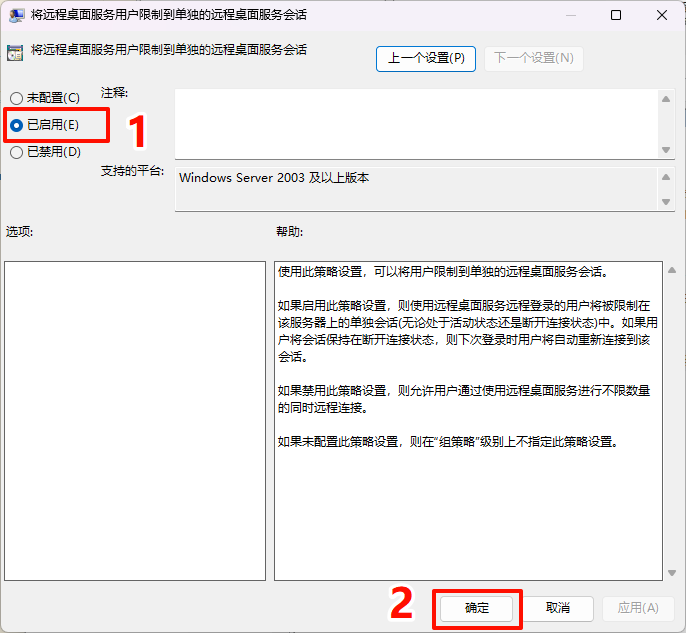 将远程桌面服务用户限制到单独的远程桌面服务会话
将远程桌面服务用户限制到单独的远程桌面服务会话
上一个设置(P)
下一个设置(N)
未配置(C)
注释:
已启用(E)
1
已禁用(D)
支持的平台:
Windows Server 2003 及以上版本
选项:
帮助:
使用此策略设置，可以将用户限制到单独的远程桌面服务会话。
如果启用此策略设置，则使用远程桌面服务远程登录的用户将被限制在
该服务器上的单独会话(无论处于活动状态还是断开连接状态)中。如果用
户将会话保持在断开连接状态，则下次登录时用户将自动重新连接到该
会话。
如果禁用此策略设置，则允许用户通过使用远程桌面服务进行不限数量
的同时远程连接。
如果未配置此策略设置，则在“组策略”级别上不指定此策略设置。
2
确定
取消
应用(A)